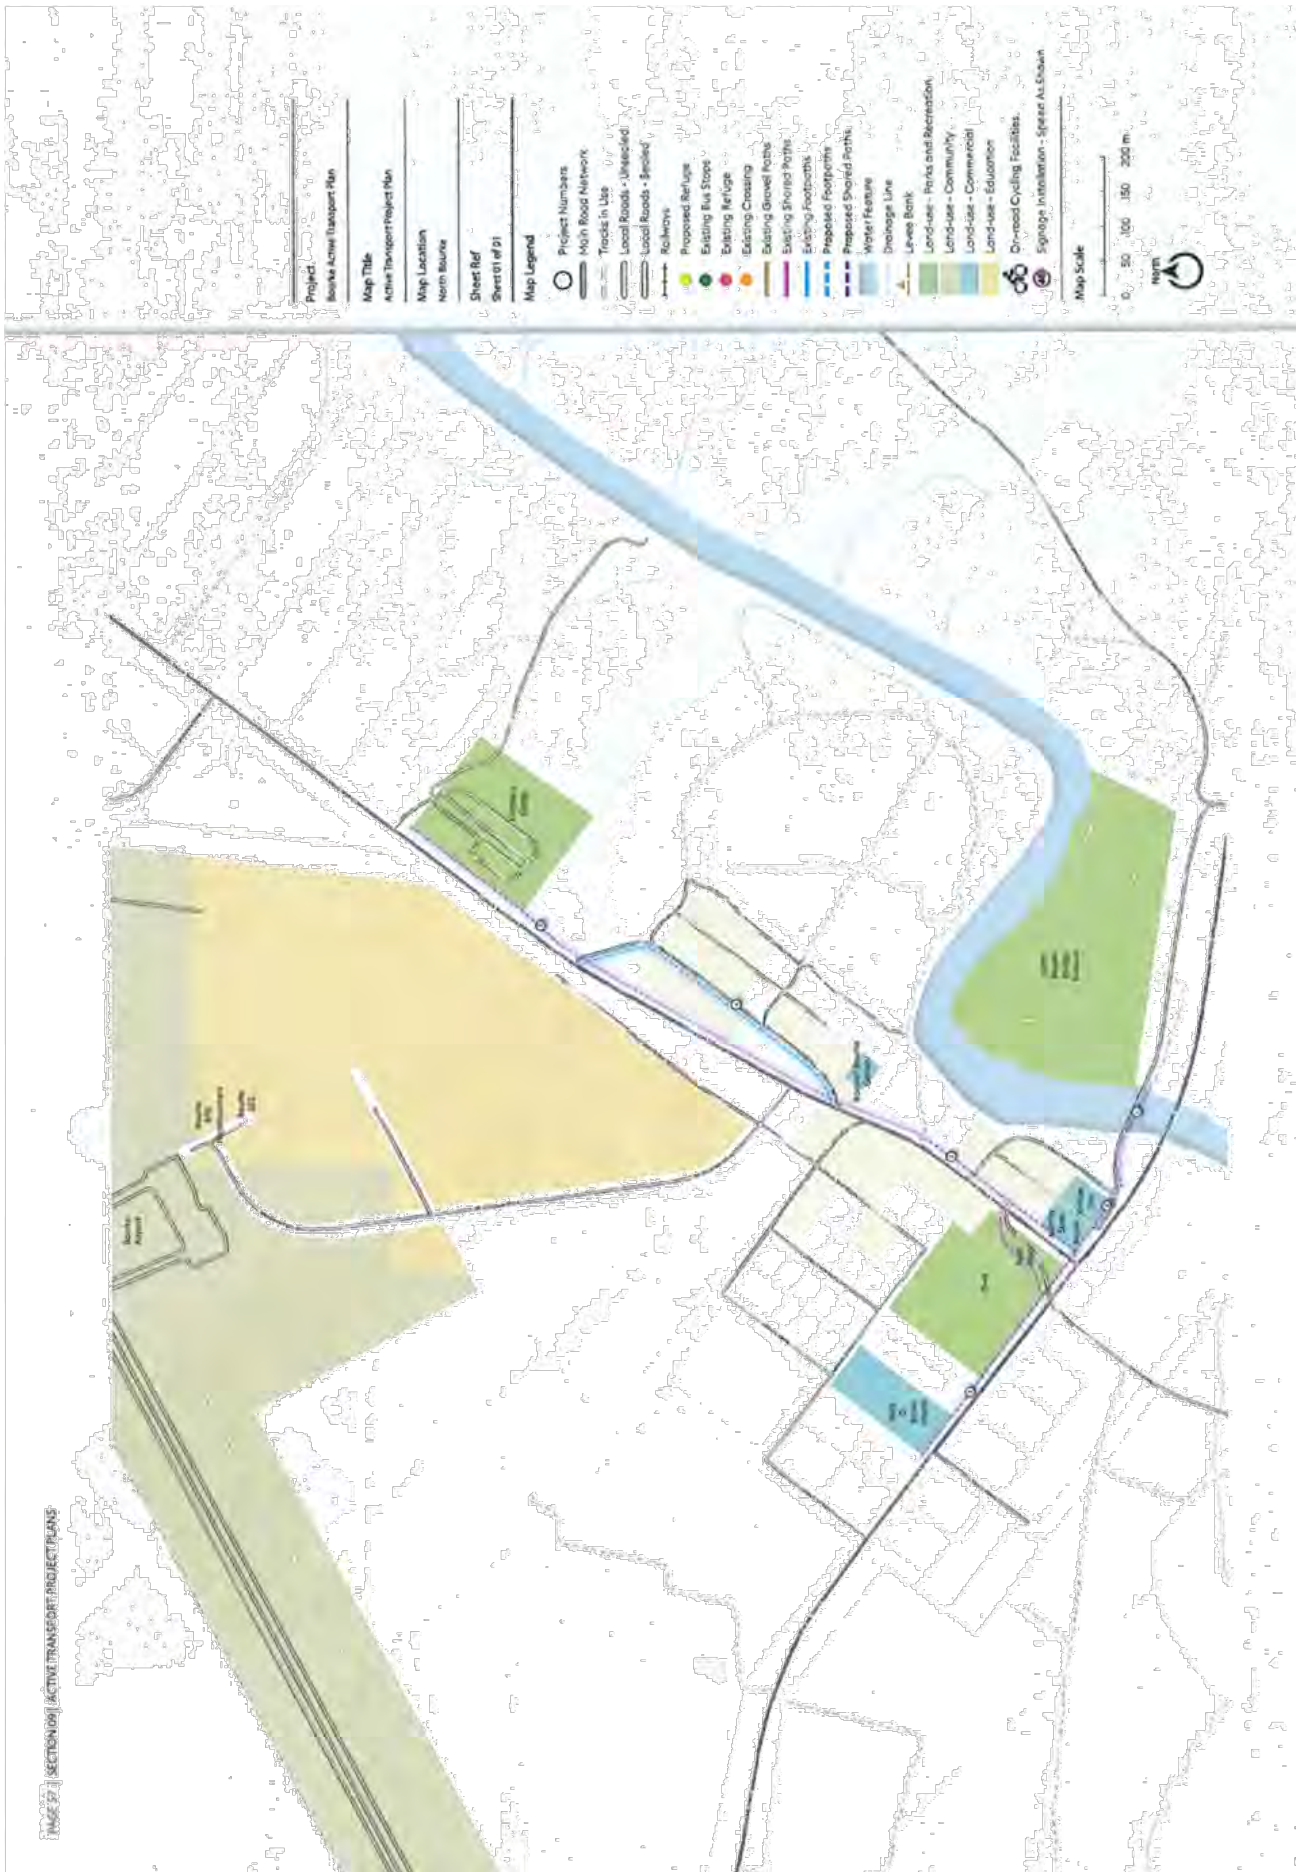 PAGE 57 | SECTION 09 | ACTIVE TRANSPORT PROJECT PLANS
Project
Bourke Active Transport Plan
Map Title
Active Transport Project Plan
Map Location
North Bourke
Sheet Ref
Sheet 01 of 01
Map Legend
Project Numbers
Main Road Network
Tracks in Use
Local Roads - Unsealed
Local Roads - Sealed
Railways
Proposed Refuge
Existing Bus Stops
Existing Refuge
Existing Crossing
Existing Gravel Paths
Existing Shared Paths
Existing Footpaths
Proposed Footpaths
Proposed Shared Paths
Water Feature
Drainage Line
Levee Bank
Land-use - Parks and Recreation
Land-use - Community
Land-use - Commercial
Land-use - Education
On-road Cycling Facilities
Signage Installation - Speed As Shown
Map Scale
0 50 100 150 200 m
North
Bourke
Airport